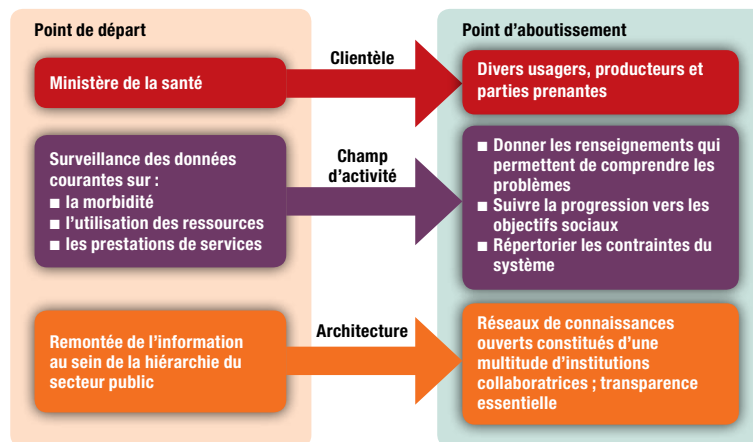 Point de départ
Point d'aboutissement
Ministère de la santé
Clientèle
Divers usagers, producteurs et
parties prenantes
Surveillance des données
courantes sur :
■ la morbidité
■ l'utilisation des ressources
■ les prestations de services
Champ
d'activité
■ Donner les renseignements qui
permettent de comprendre les
problèmes
■ Suivre la progression vers les
objectifs sociaux
■ Répertorier les contraintes du
système
Remontée de l'information
au sein de la hiérarchie du
secteur public
Architecture
Réseaux de connaissances
ouverts constitués d'une
multitude d'institutions
collaboratrices ; transparence
essentielle